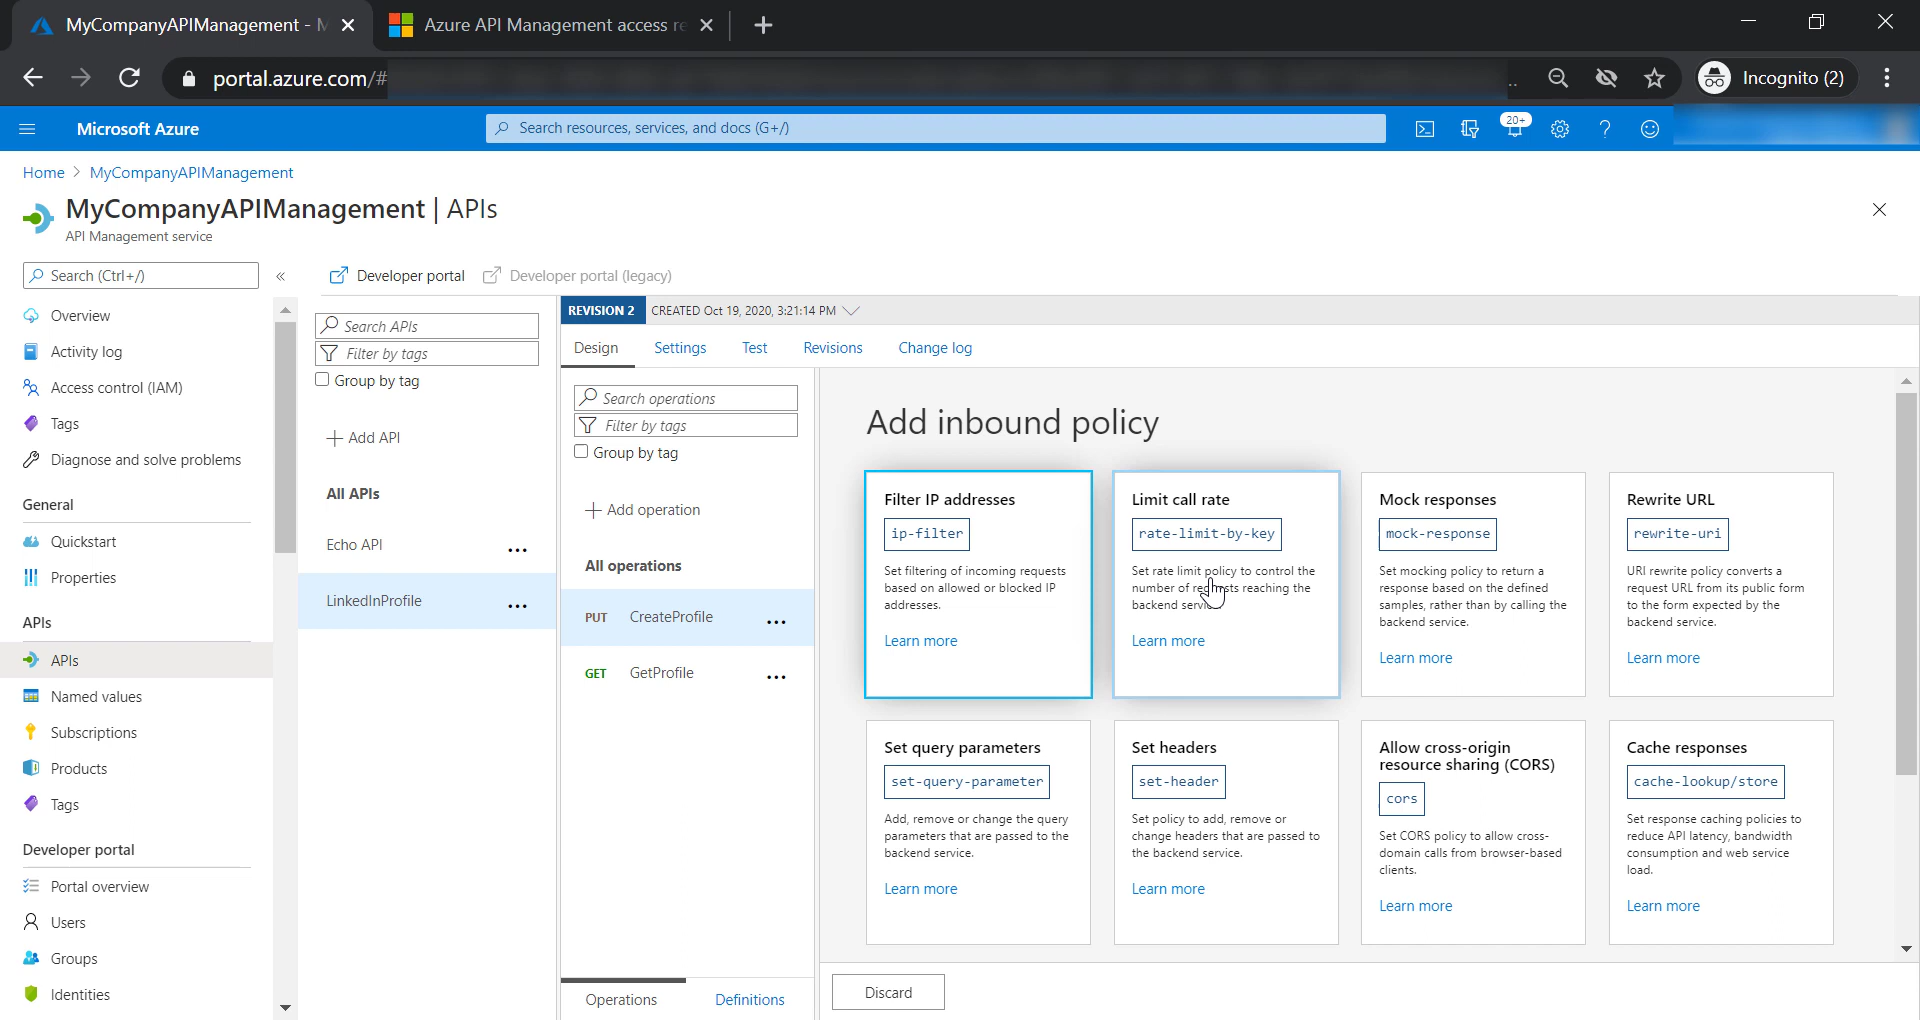 MyCompanyAPIManagement - M
Azure API Management access re
portal.azure.com/#
Incognito (2)
Microsoft Azure
Search resources, services, and docs (G+/)
20+
Home > MyCompanyAPIManagement
MyCompanyAPIManagement | APIs
API Management service
Search (Ctrl+/)
«
Developer portal
Developer portal (legacy)
Overview
Activity log
Access control (IAM)
Tags
Diagnose and solve problems
General
Quickstart
Properties
APIs
APIs
Named values
Subscriptions
Products
Tags
Developer portal
Portal overview
Users
Groups
Identities
Search APIs
Filter by tags
Group by tag
+ Add API
All APIs
Echo API
...
LinkedInProfile
...
REVISION 2 CREATED Oct 19, 2020, 3:21:14 PM
Design
Settings
Test
Revisions
Change log
Search operations
Filter by tags
Group by tag
+ Add operation
All operations
PUT CreateProfile ...
GET GetProfile ...
Operations
Definitions
Add inbound policy
Filter IP addresses
ip-filter
Set filtering of incoming requests
based on allowed or blocked IP
addresses.
Learn more
Limit call rate
rate-limit-by-key
Set rate limit policy to control the
number of requests reaching the
backend service.
Learn more
Mock responses
mock-response
Set mocking policy to return a
response based on the defined
samples, rather than by calling the
backend service.
Learn more
Rewrite URL
rewrite-uri
URI rewrite policy converts a
request URL from its public form
to the form expected by the
backend service.
Learn more
Set query parameters
set-query-parameter
Add, remove or change the query
parameters that are passed to the
backend service.
Learn more
Set headers
set-header
Set policy to add, remove or
change headers that are passed to
the backend service.
Learn more
Allow cross-origin
resource sharing (CORS)
cors
Set CORS policy to allow cross-
domain calls from browser-based
clients.
Learn more
Cache responses
cache-lookup/store
Set response caching policies to
reduce API latency, bandwidth
consumption and web service
load.
Learn more
Discard